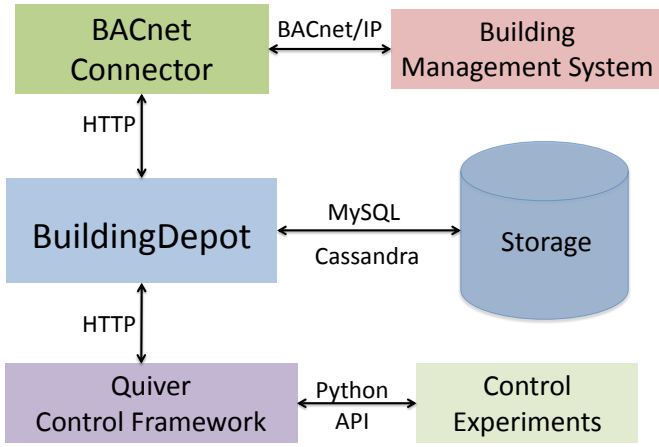 BACnet
Connector
BACnet/IP
Building
Management System
HTTP
BuildingDepot
MySQL
Cassandra
Storage
HTTP
Quiver
Control Framework
Python
API
Control
Experiments